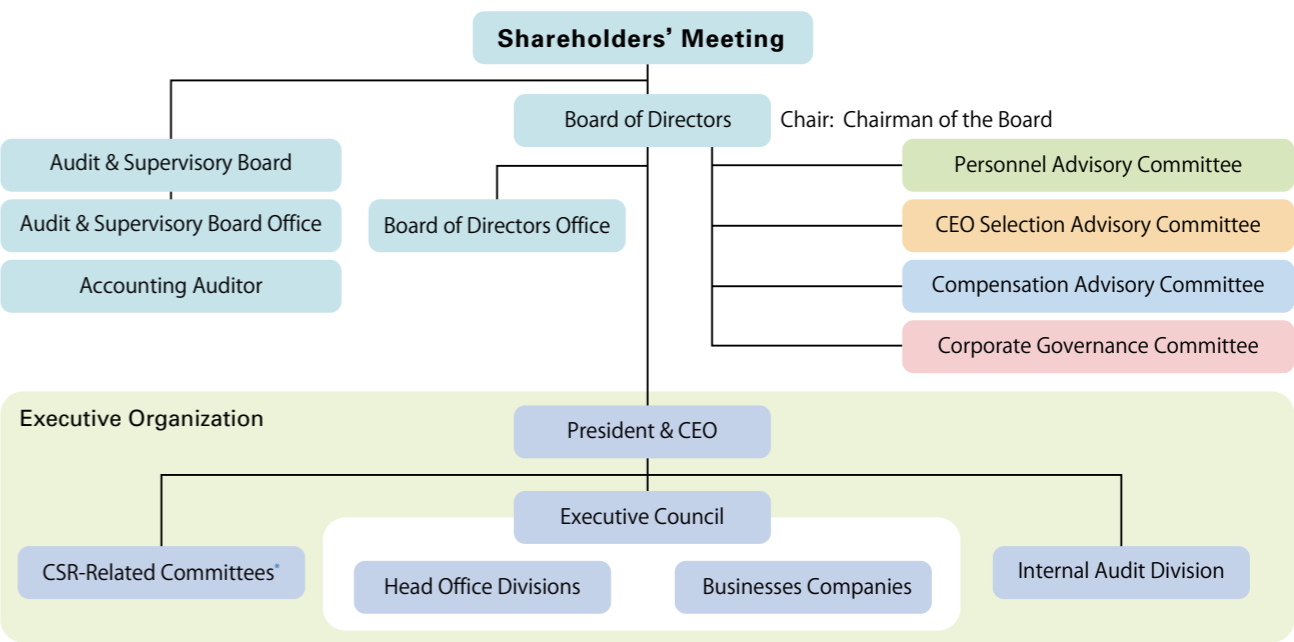 Shareholders’ Meeting
Board of Directors
Chair: Chairman of the Board
Audit & Supervisory Board
Personnel Advisory Committee
Audit & Supervisory Board Office
Board of Directors Office
CEO Selection Advisory Committee
Accounting Auditor
Compensation Advisory Committee
Corporate Governance Committee
Executive Organization
President & CEO
Executive Council
CSR-Related Committees*
Head Office Divisions
Businesses Companies
Internal Audit Division